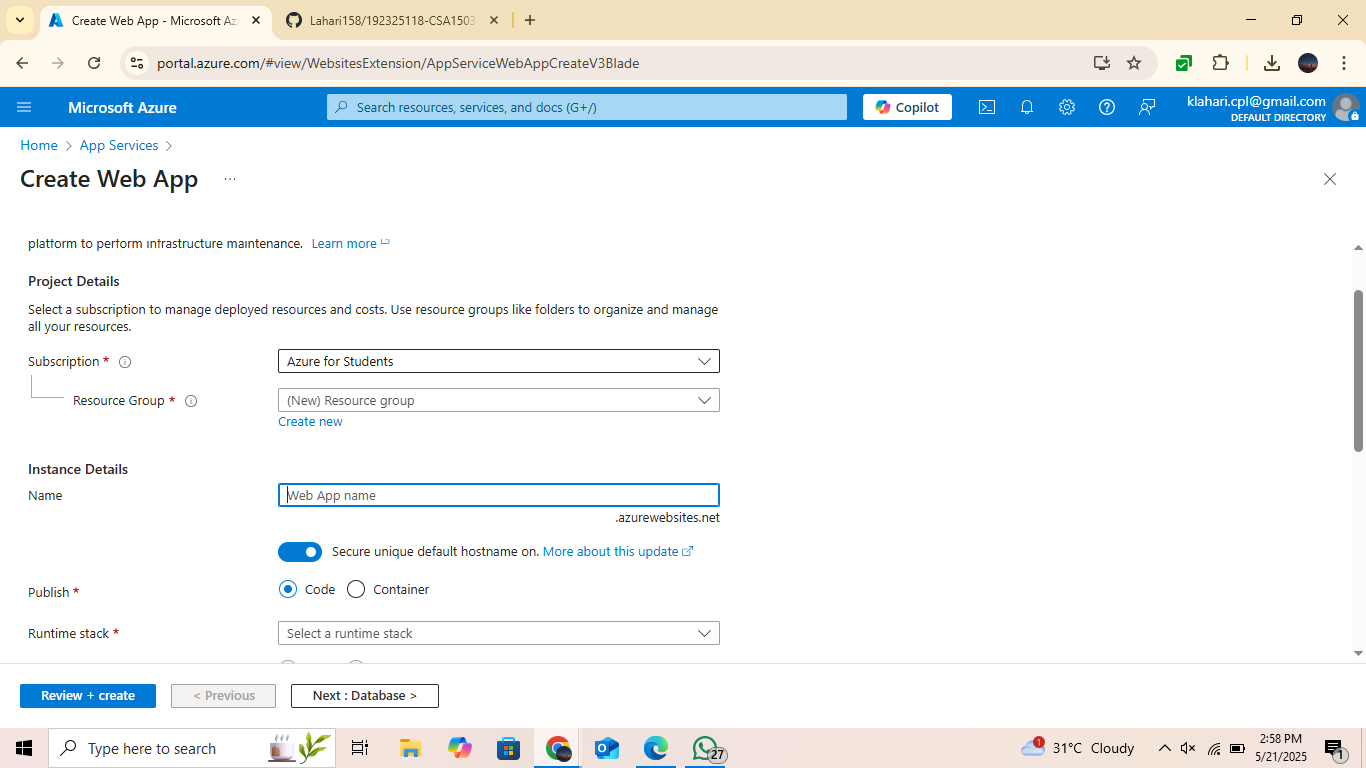 Create Web App - Microsoft Az
Lahari158/192325118-CSA1503
portal.azure.com/#view/WebsitesExtension/AppServiceWebAppCreateV3Blade
Microsoft Azure
Search resources, services, and docs (G+/)
Copilot
klahari.cpl@gmail.com
DEFAULT DIRECTORY
Home > App Services >
Create Web App ...
platform to perform infrastructure maintenance. Learn more
Project Details
Select a subscription to manage deployed resources and costs. Use resource groups like folders to organize and manage
all your resources.
Subscription *
Azure for Students
Resource Group *
(New) Resource group
Create new
Instance Details
Name
Web App name
.azurewebsites.net
Secure unique default hostname on. More about this update
Publish *
Code
Container
Runtime stack *
Select a runtime stack
Review + create
< Previous
Next : Database >
Type here to search
27
1
31°C Cloudy
2:58 PM
5/21/2025
1